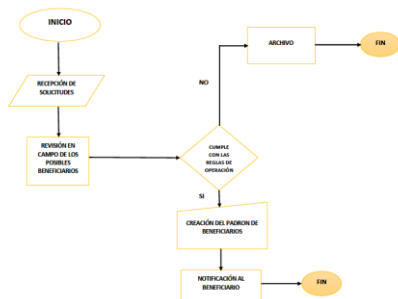 INICIO
ARCHIVO
FIN
RECEPCIÓN DE
SOLICITUDES
NO
REVISIÓN EN
CAMPO DE LOS
POSIBLES
BENEFICIARIOS
CUMPLE
CON LAS
REGLAS DE
OPERACIÓN
SI
CREACIÓN DEL PADRON DE
BENEFICIARIOS
NOTIFICACIÓN AL
BENEFICIARIO
FIN